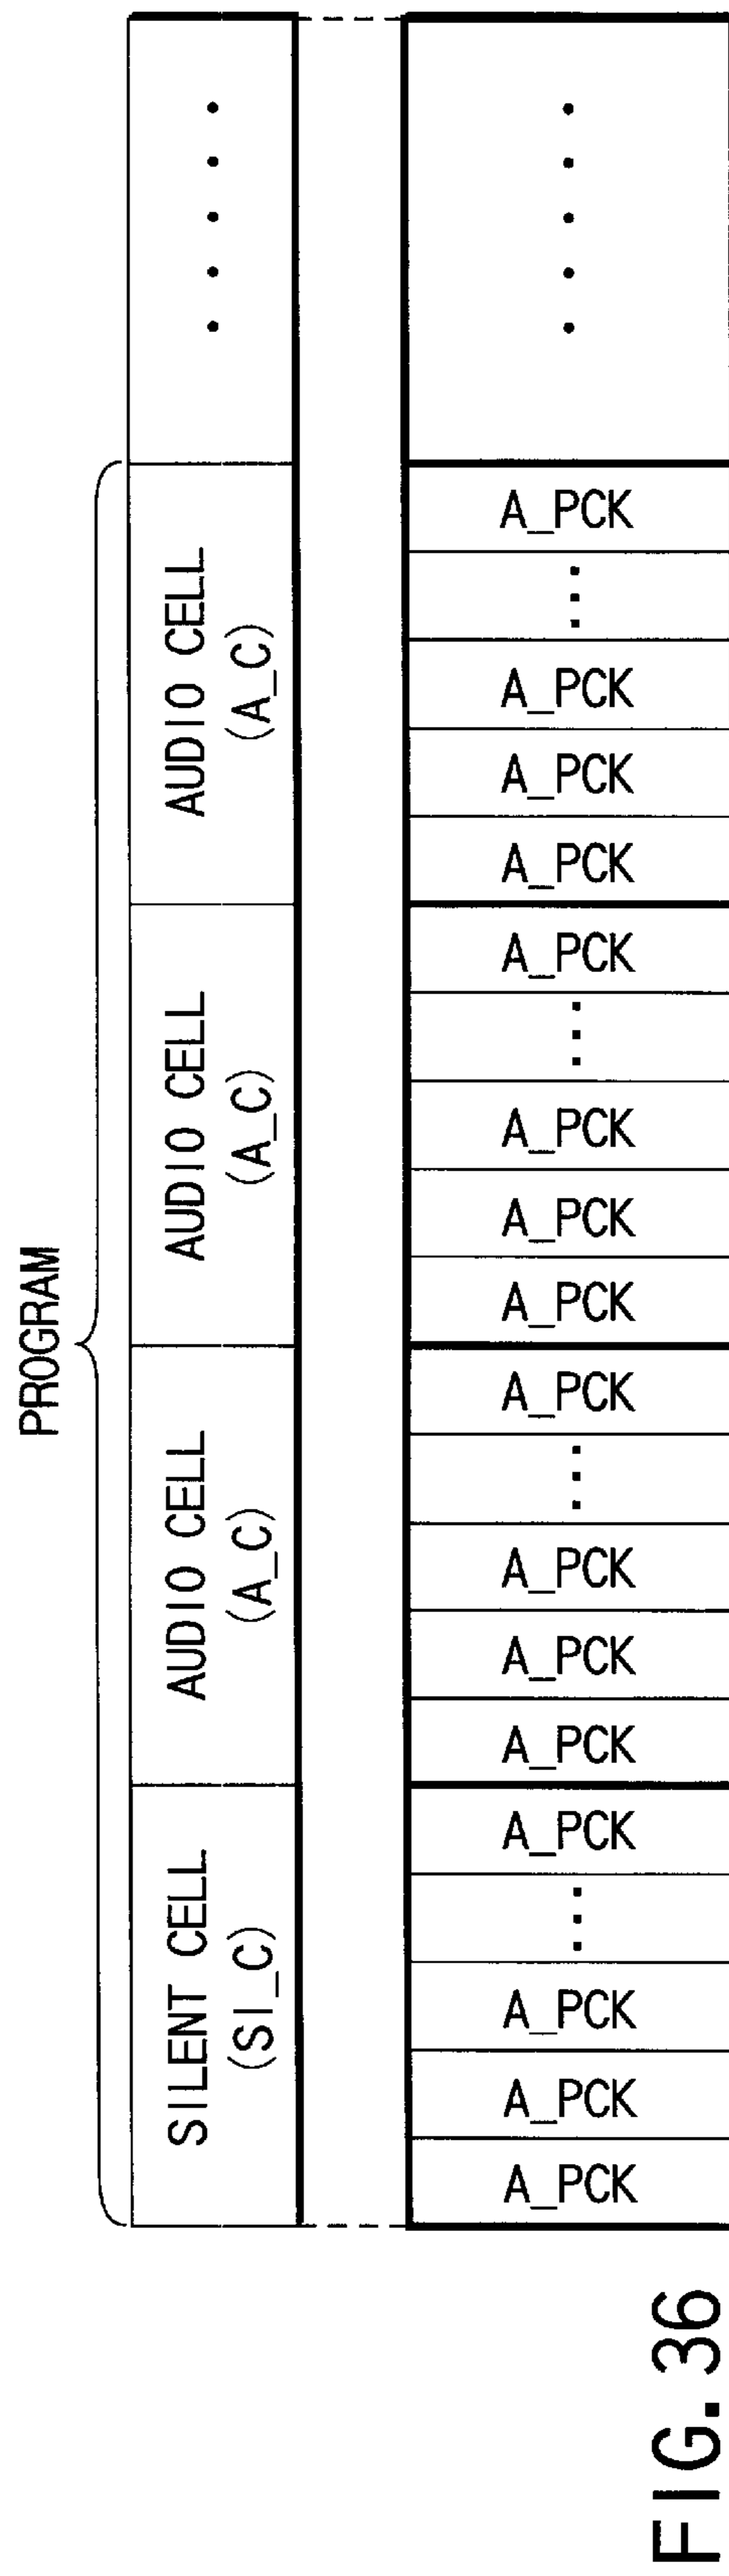 PROGRAM
SILENT CELL
(SI_C)
AUDIO CELL
(A_C)
AUDIO CELL
(A_C)
AUDIO CELL
(A_C)
.....
A_PCK
A_PCK
A_PCK
...
A_PCK
A_PCK
A_PCK
A_PCK
...
A_PCK
A_PCK
A_PCK
A_PCK
...
A_PCK
A_PCK
A_PCK
A_PCK
...
A_PCK
.....
FIG. 36